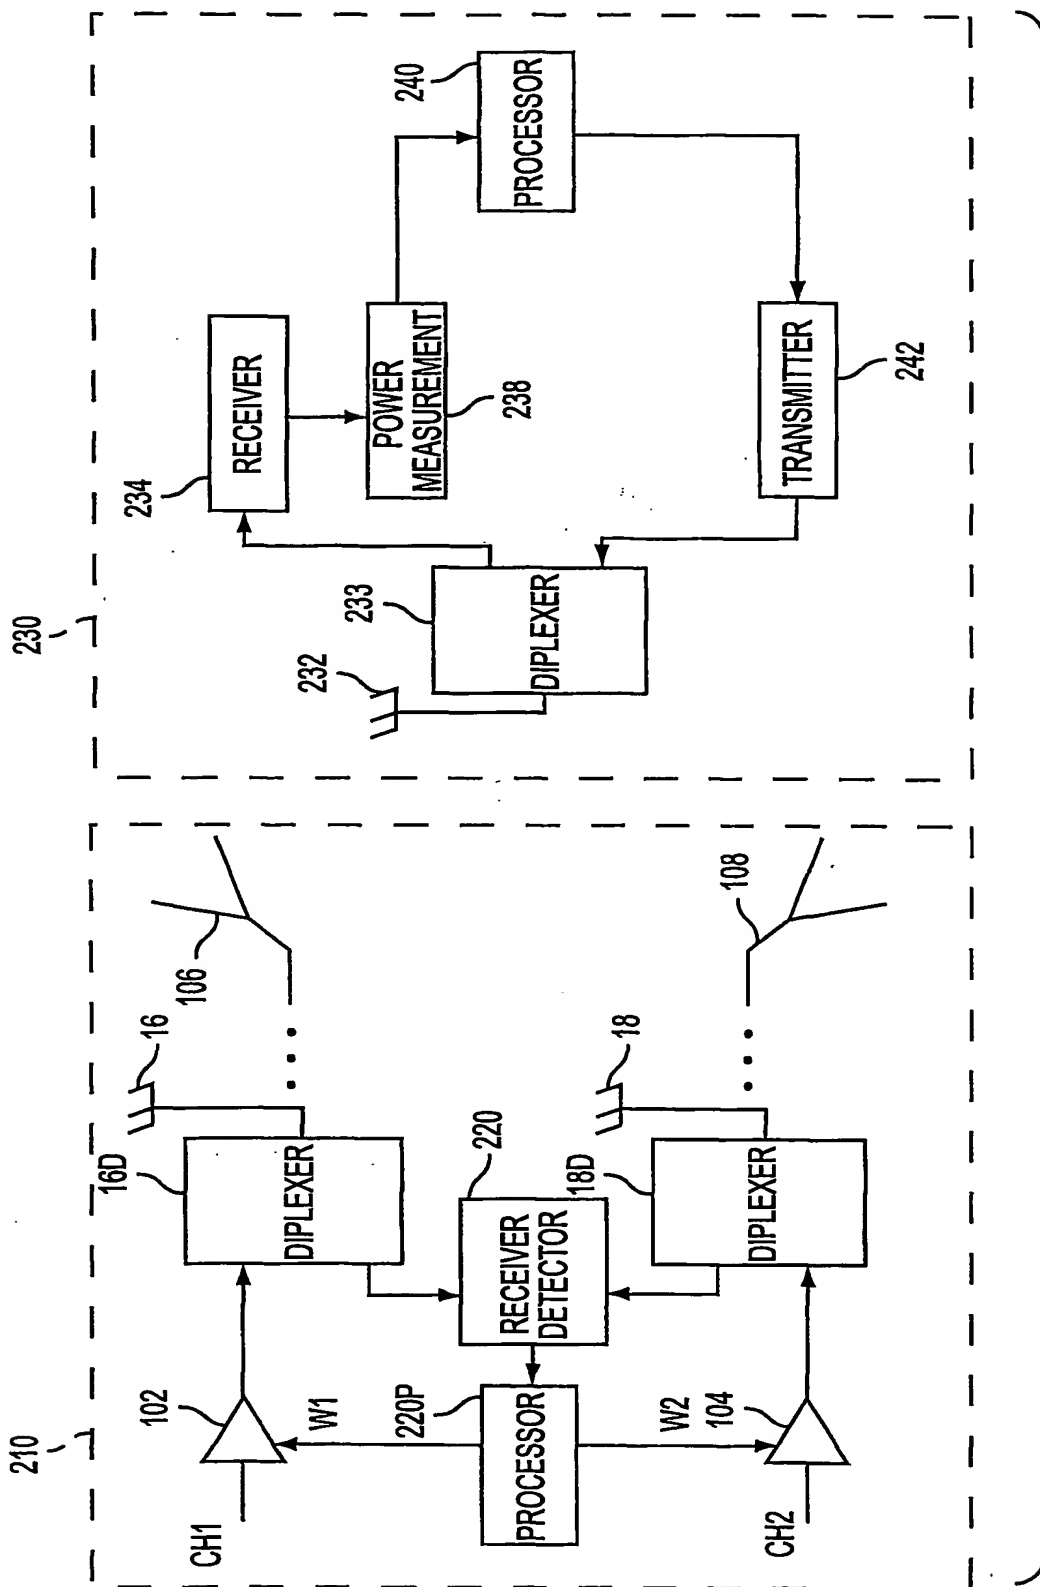 210
CH1
102
W1
16D
DIPLEXER
16
106
220P
PROCESSOR
220
RECEIVER
DETECTOR
W2
104
CH2
18D
DIPLEXER
18
108
230
232
233
DIPLEXER
234
RECEIVER
POWER
MEASUREMENT
238
240
PROCESSOR
TRANSMITTER
242